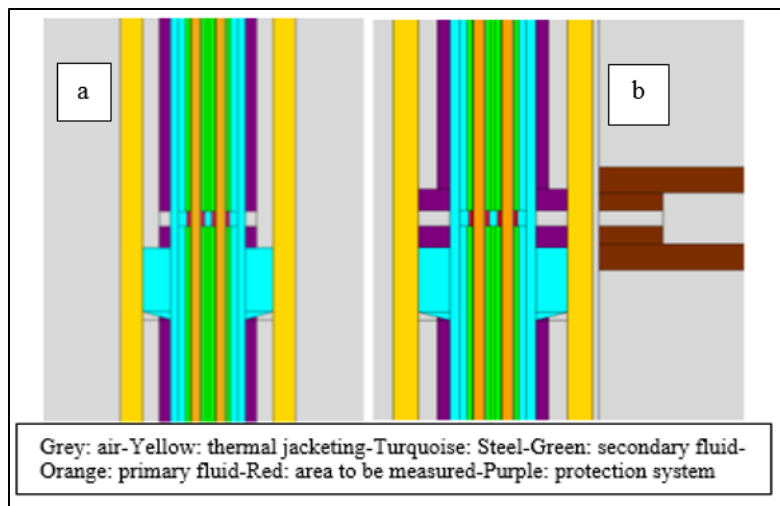 a
b
Grey: air-Yellow: thermal jacketing-Turquoise: Steel-Green: secondary fluid-
Orange: primary fluid-Red: area to be measured-Purple: protection system